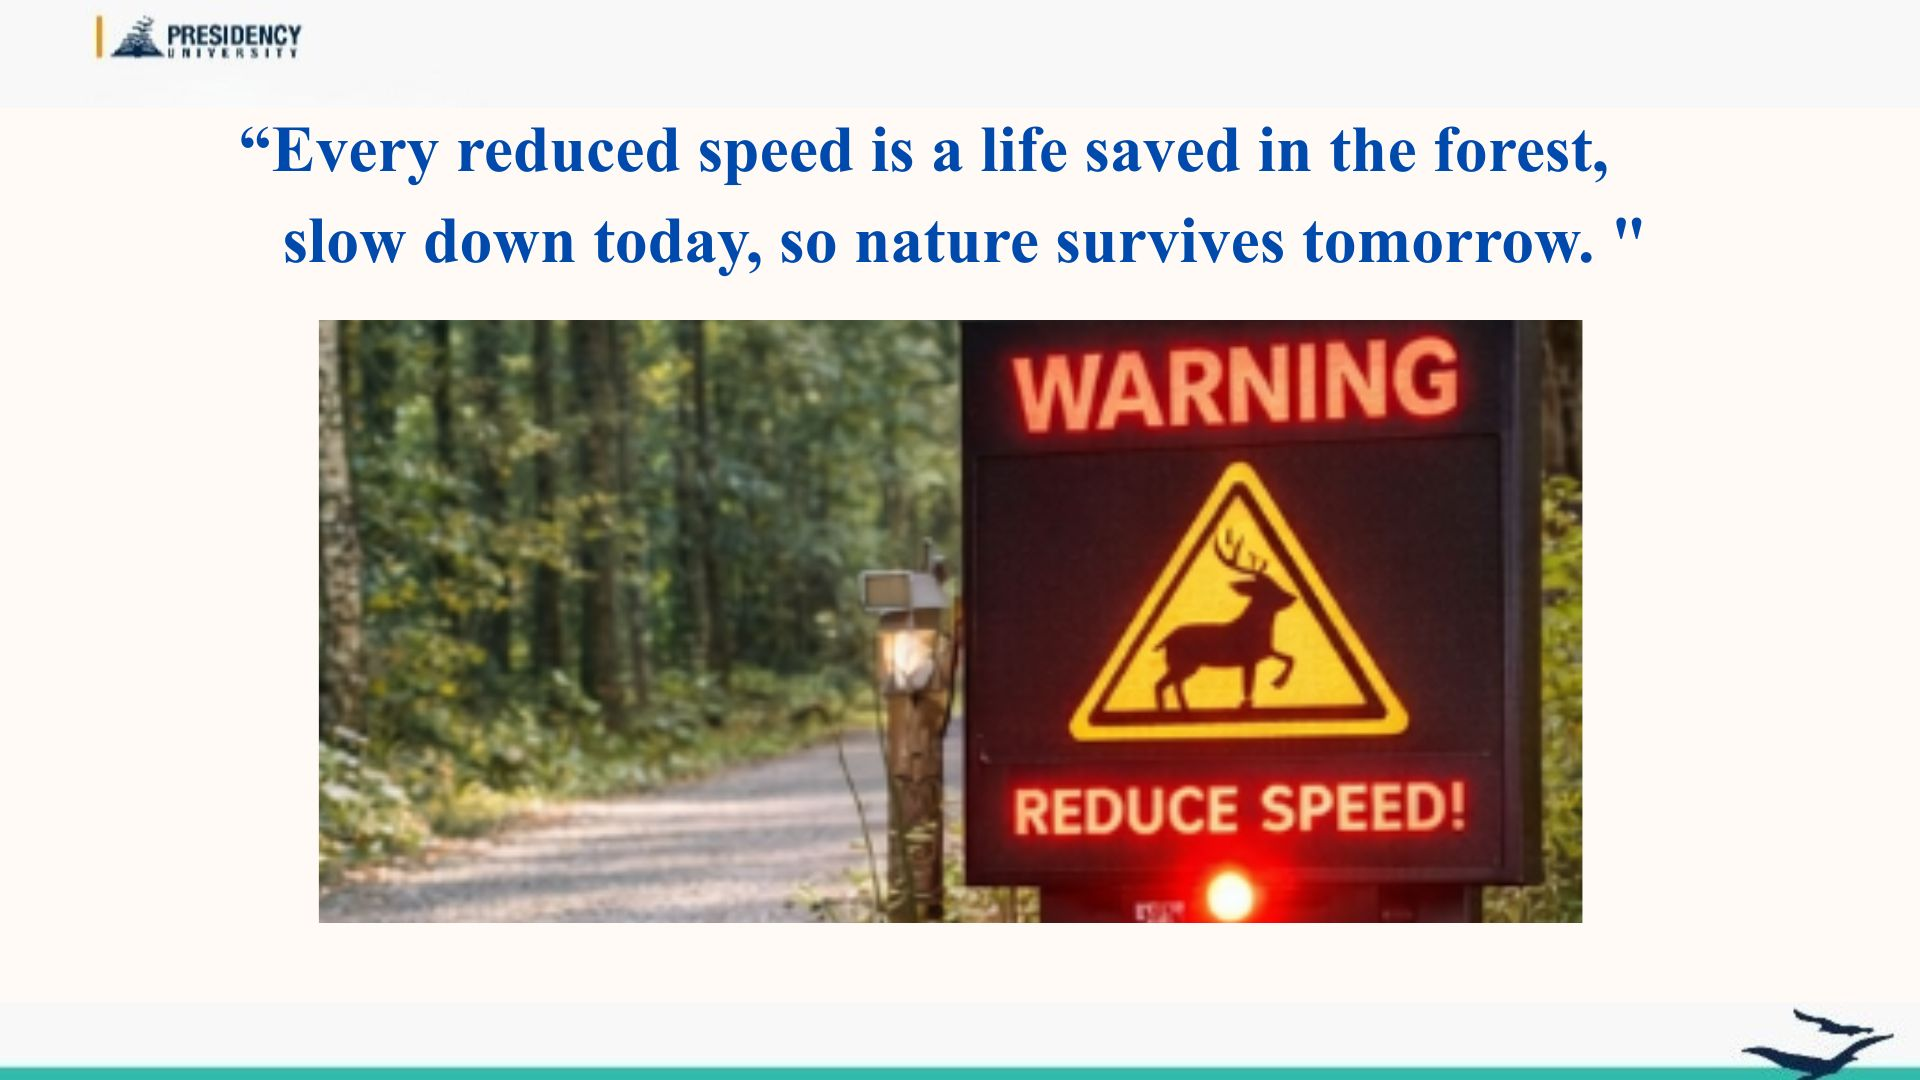 PRESIDENCY
UNIVERSITY
“Every reduced speed is a life saved in the forest,
slow down today, so nature survives tomorrow. "
WARNING
REDUCE SPEED!